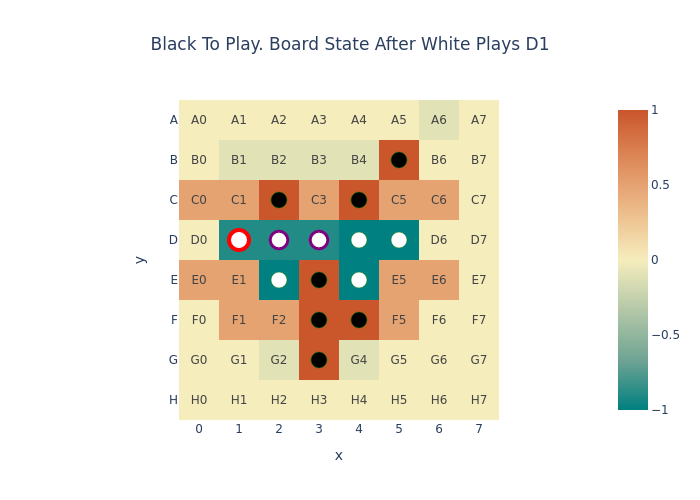 Black To Play. Board State After White Plays D1
A A0 A1 A2 A3 A4 A5 A6 A7
B B0 B1 B2 B3 B4 B6 B7
C C0 C1 C3 C5 C6 C7
D D0 D6 D7
E E0 E1 E5 E6 E7
F F0 F1 F2 F5 F6 F7
G G0 G1 G2 G4 G5 G6 G7
H H0 H1 H2 H3 H4 H5 H6 H7
0 1 2 3 4 5 6 7
x
y
1
0.5
0
−0.5
−1